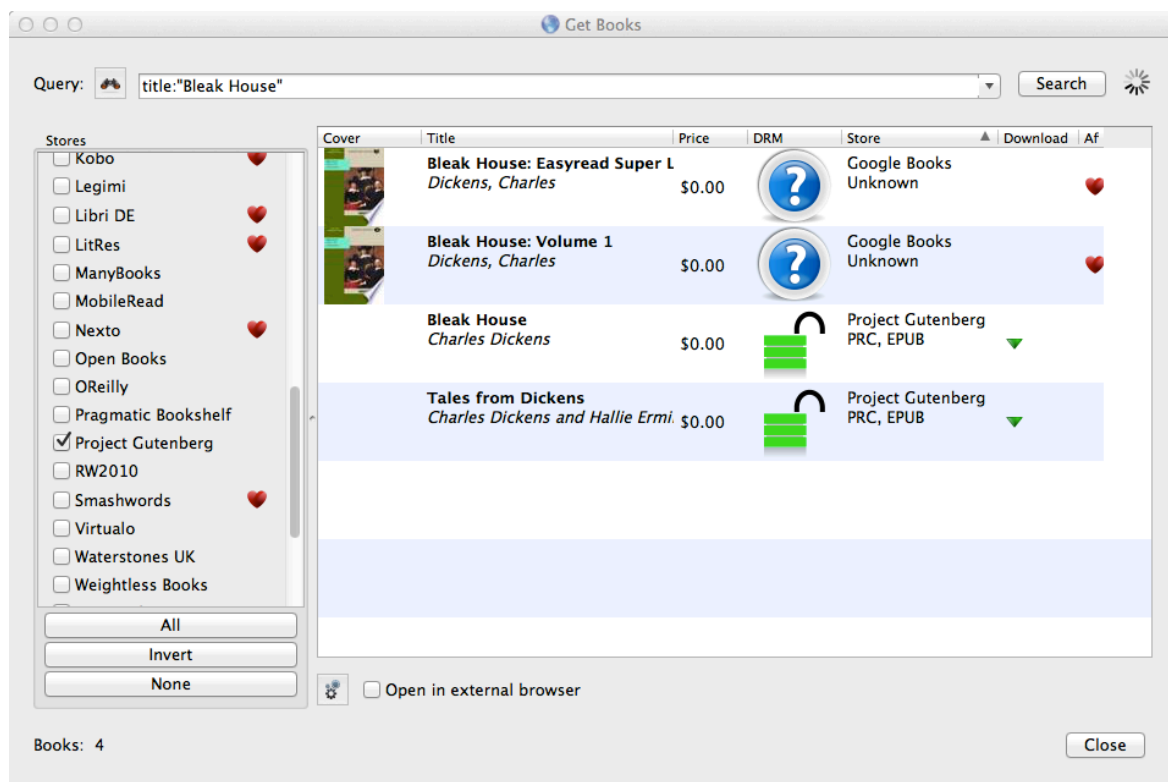 Get Books
Query:
title:"Bleak House"
Search
Stores
Kobo
Legimi
Libri DE
LitRes
ManyBooks
MobileRead
Nexto
Open Books
OReilly
Pragmatic Bookshelf
Project Gutenberg
RW2010
Smashwords
Virtualo
Waterstones UK
Weightless Books
All
Invert
None
Cover Title Price DRM Store Download Af
Bleak House: Easyread Super L
Dickens, Charles
$0.00
?
Google Books
Unknown
Bleak House: Volume 1
Dickens, Charles
$0.00
?
Google Books
Unknown
Bleak House
Charles Dickens
$0.00
Project Gutenberg
PRC, EPUB
Tales from Dickens
Charles Dickens and Hallie Ermi
$0.00
Project Gutenberg
PRC, EPUB
Open in external browser
Books: 4
Close